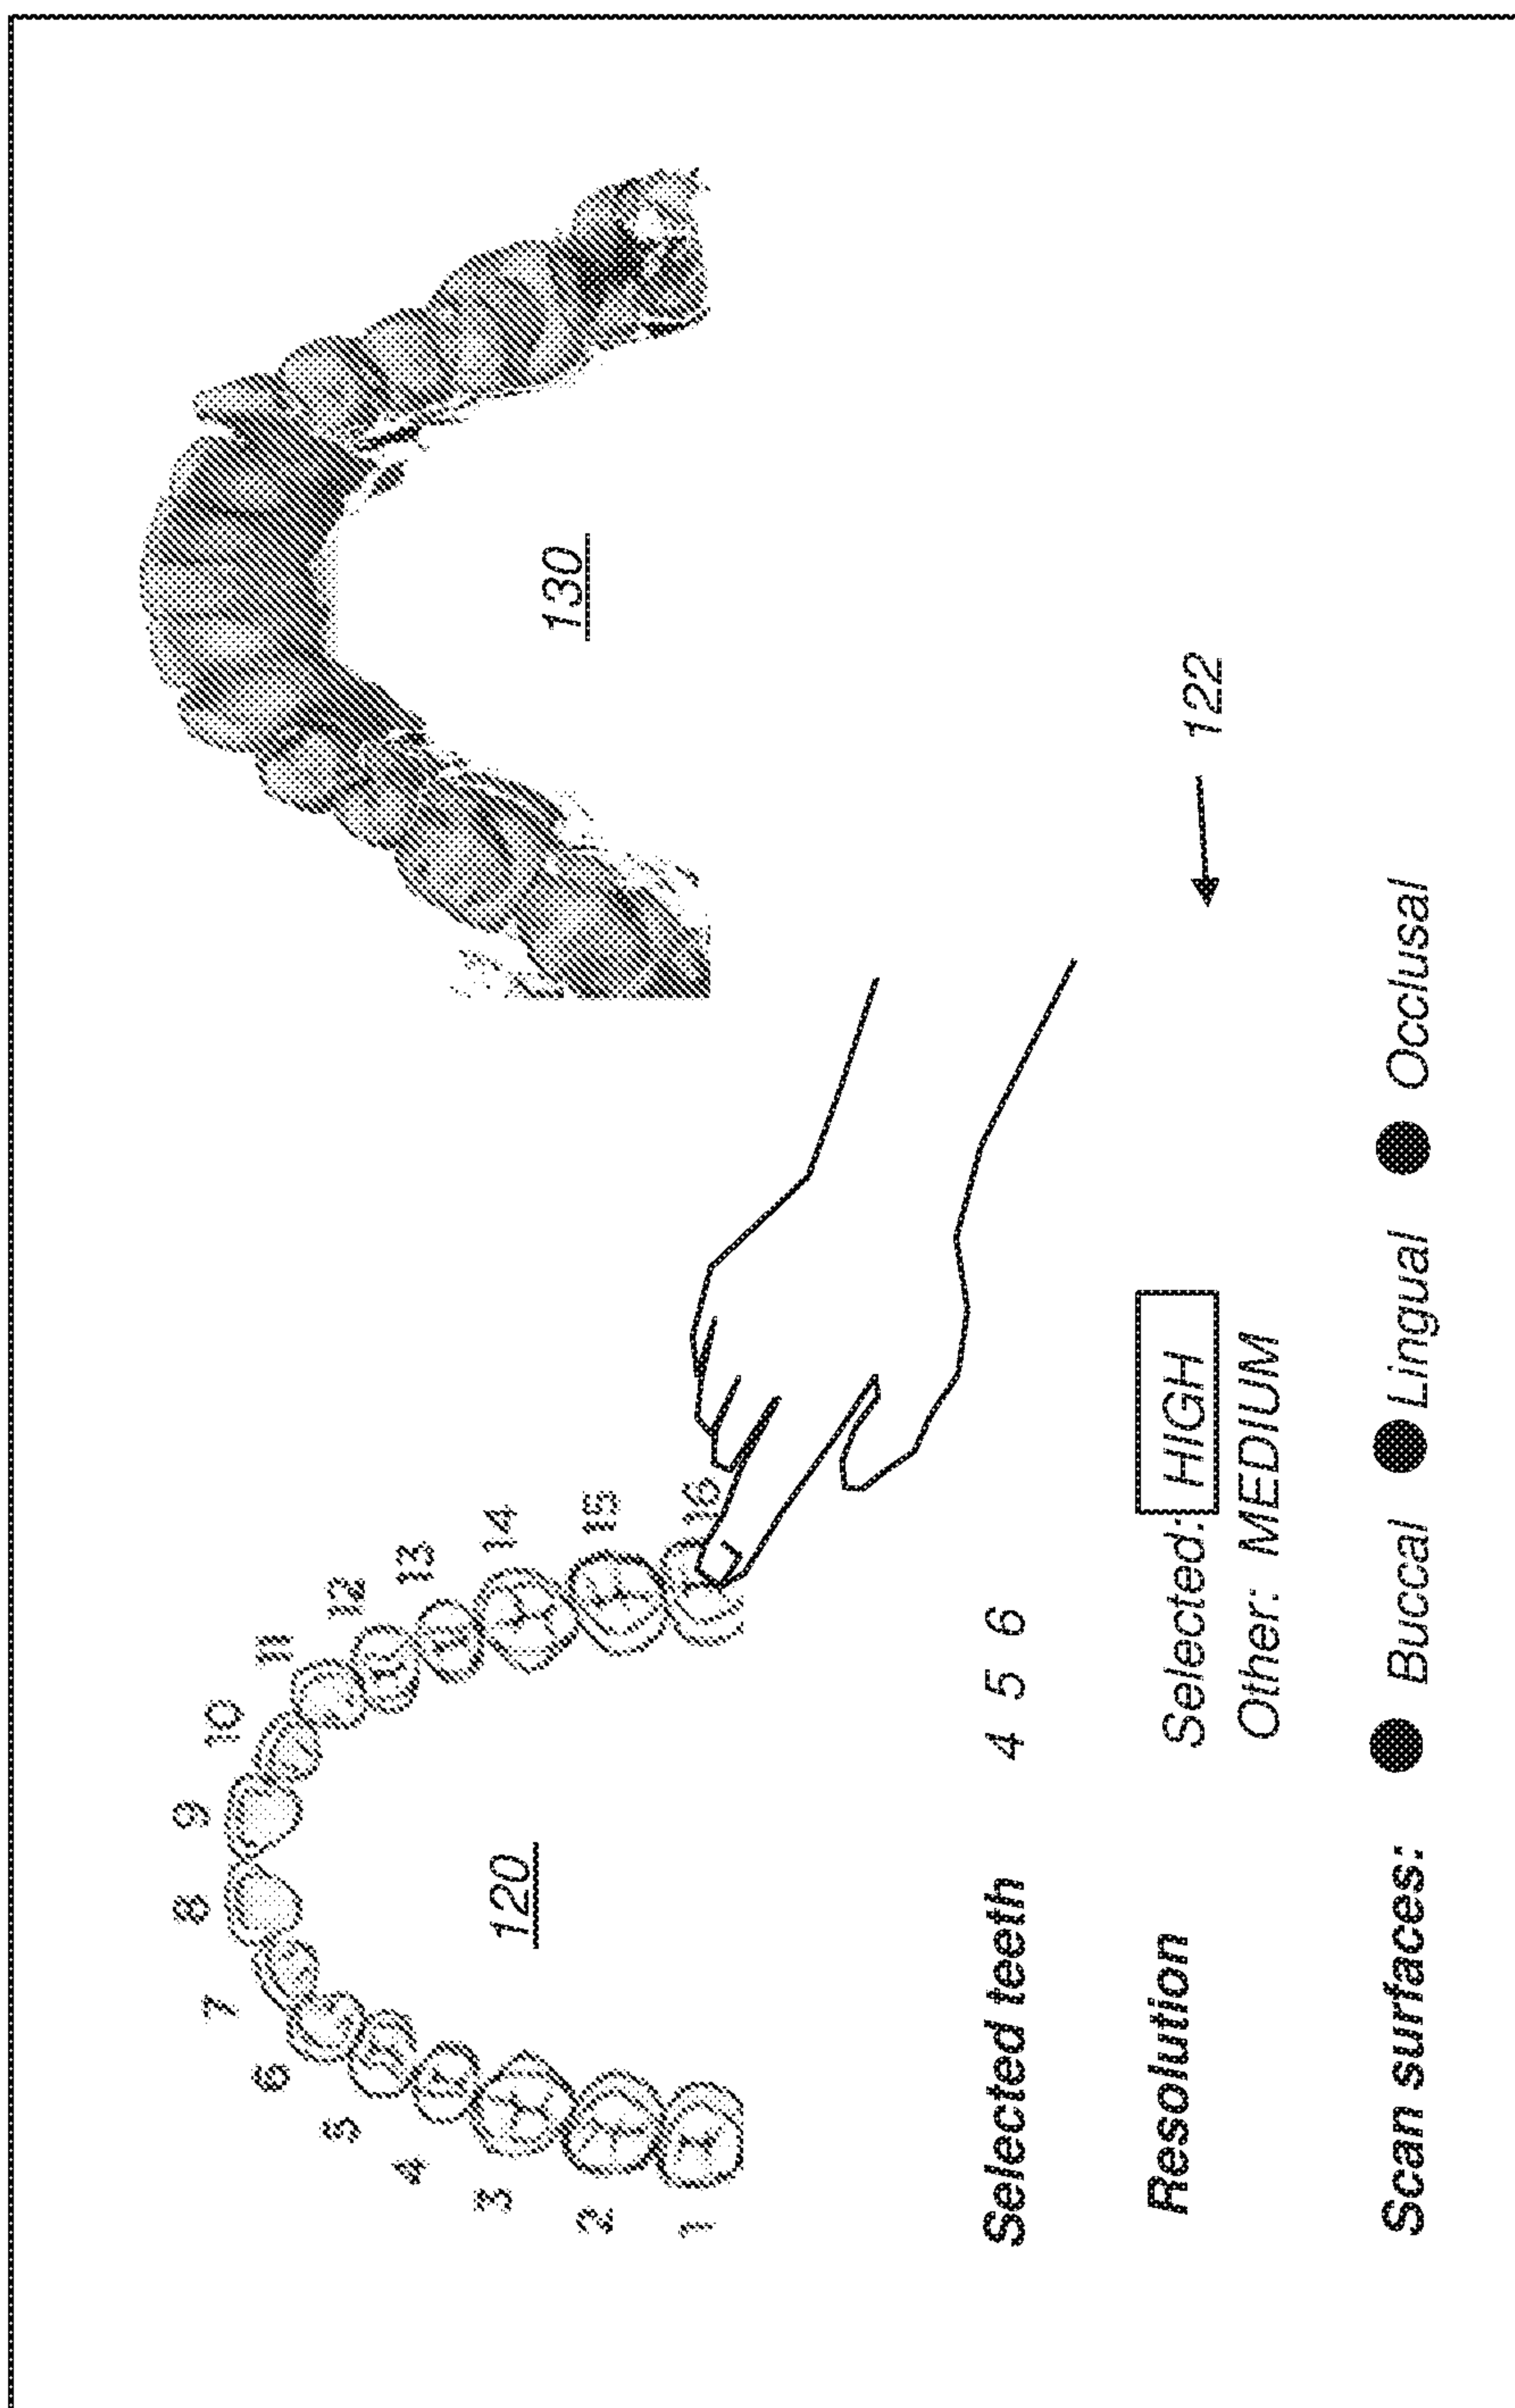 8 9
7 10
6 11
5 12
4 13
3 14
2 15
1 16
120
130
Selected teeth 4 5 6
Resolution Selected: HIGH
122
Other: MEDIUM
Scan surfaces: Buccal Lingual Occlusal